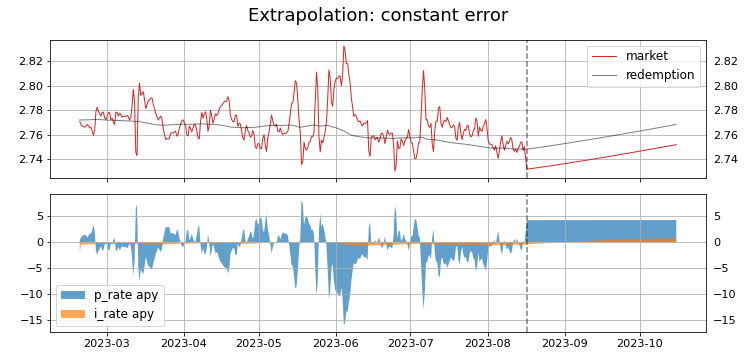 Extrapolation: constant error
2.82 2.82
market
2.80 2.80
redemption
2.78 2.78
2.76 2.76
2.74 2.74
5 5
0 0
−5 −5
−10 −10
p_rate apy
−15 −15
i_rate apy
2023-03 2023-04 2023-05 2023-06 2023-07 2023-08 2023-09 2023-10